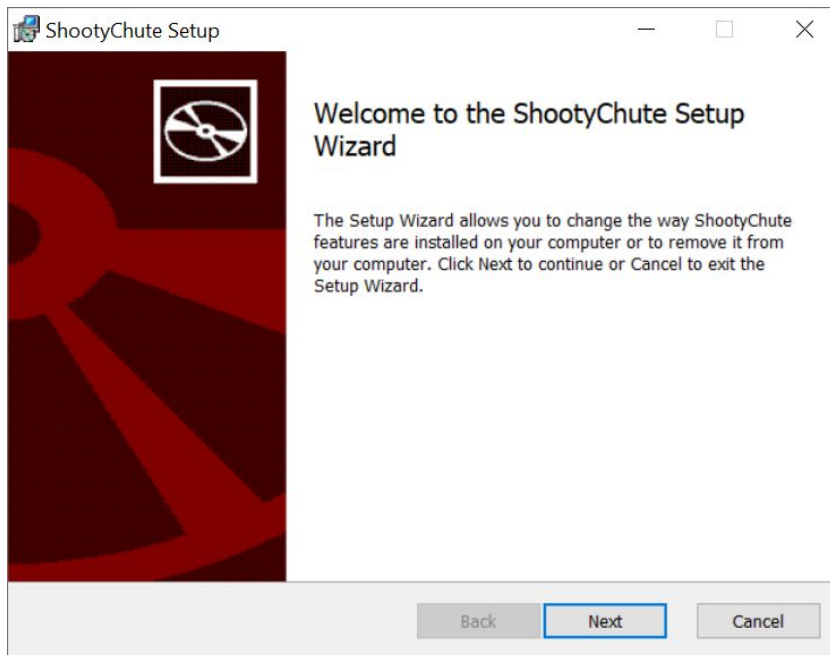 ShootyChute Setup
Welcome to the ShootyChute Setup
Wizard
The Setup Wizard allows you to change the way ShootyChute
features are installed on your computer or to remove it from
your computer. Click Next to continue or Cancel to exit the
Setup Wizard.
Back Next Cancel